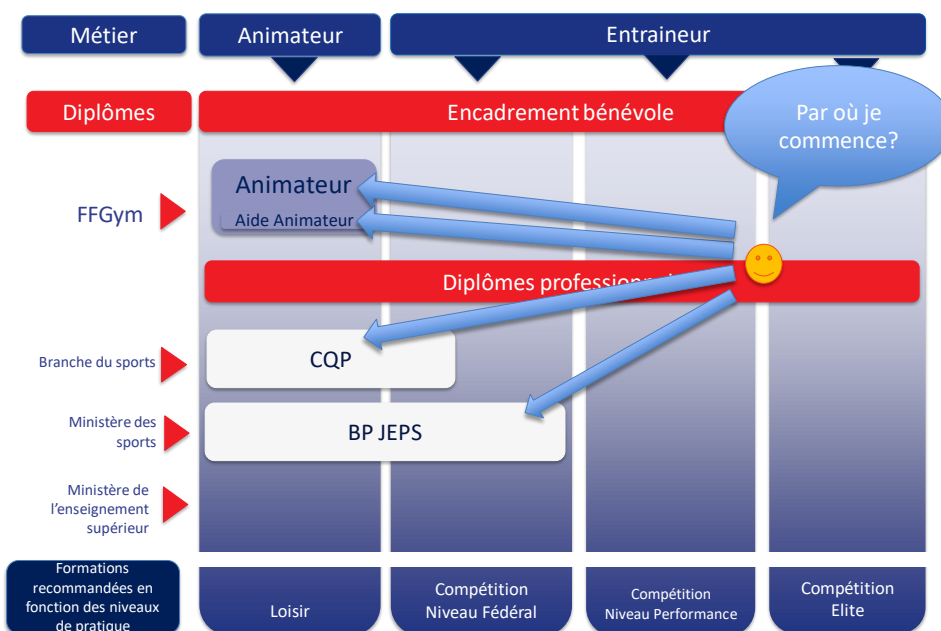 Métier
Animateur
Entraineur
Diplômes
Encadrement bénévole
Par où je
commence?
FFGym
Animateur
Aide Animateur
Diplômes
Branche du sports
CQP
Ministère des
sports
BP JEPS
Ministère de
l'enseignement
supérieur
Formations
recommandées en
fonction des niveaux
de pratique
Loisir
Compétition
Niveau Fédéral
Compétition
Niveau Performance
Compétition
Elite